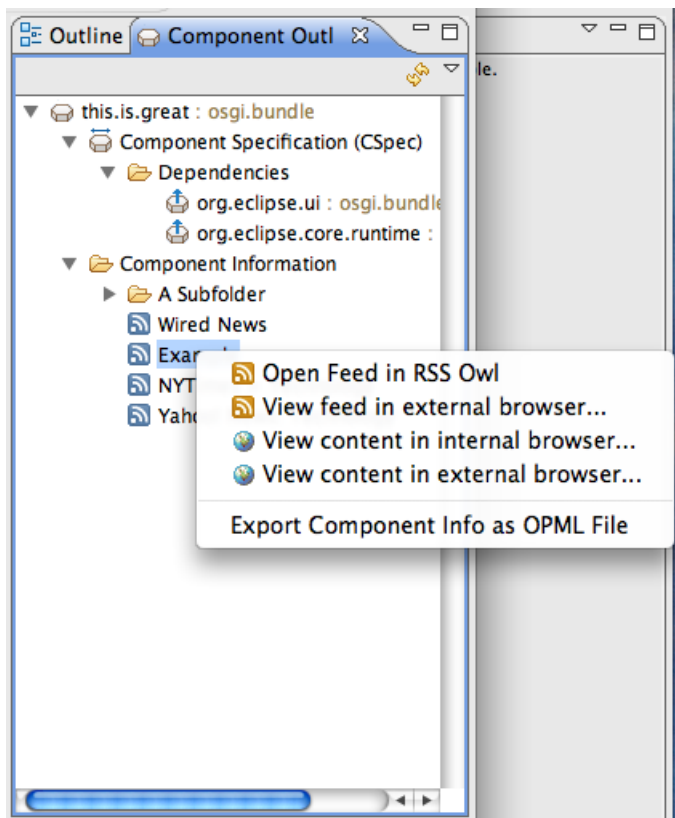 Outline
Component Outl
le.
this.is.great : osgi.bundle
Component Specification (CSpec)
Dependencies
org.eclipse.ui : osgi.bundle
org.eclipse.core.runtime :
Component Information
A Subfolder
Wired News
NYT
Open Feed in RSS Owl
View feed in external browser...
View content in internal browser...
View content in external browser...
Export Component Info as OPML File